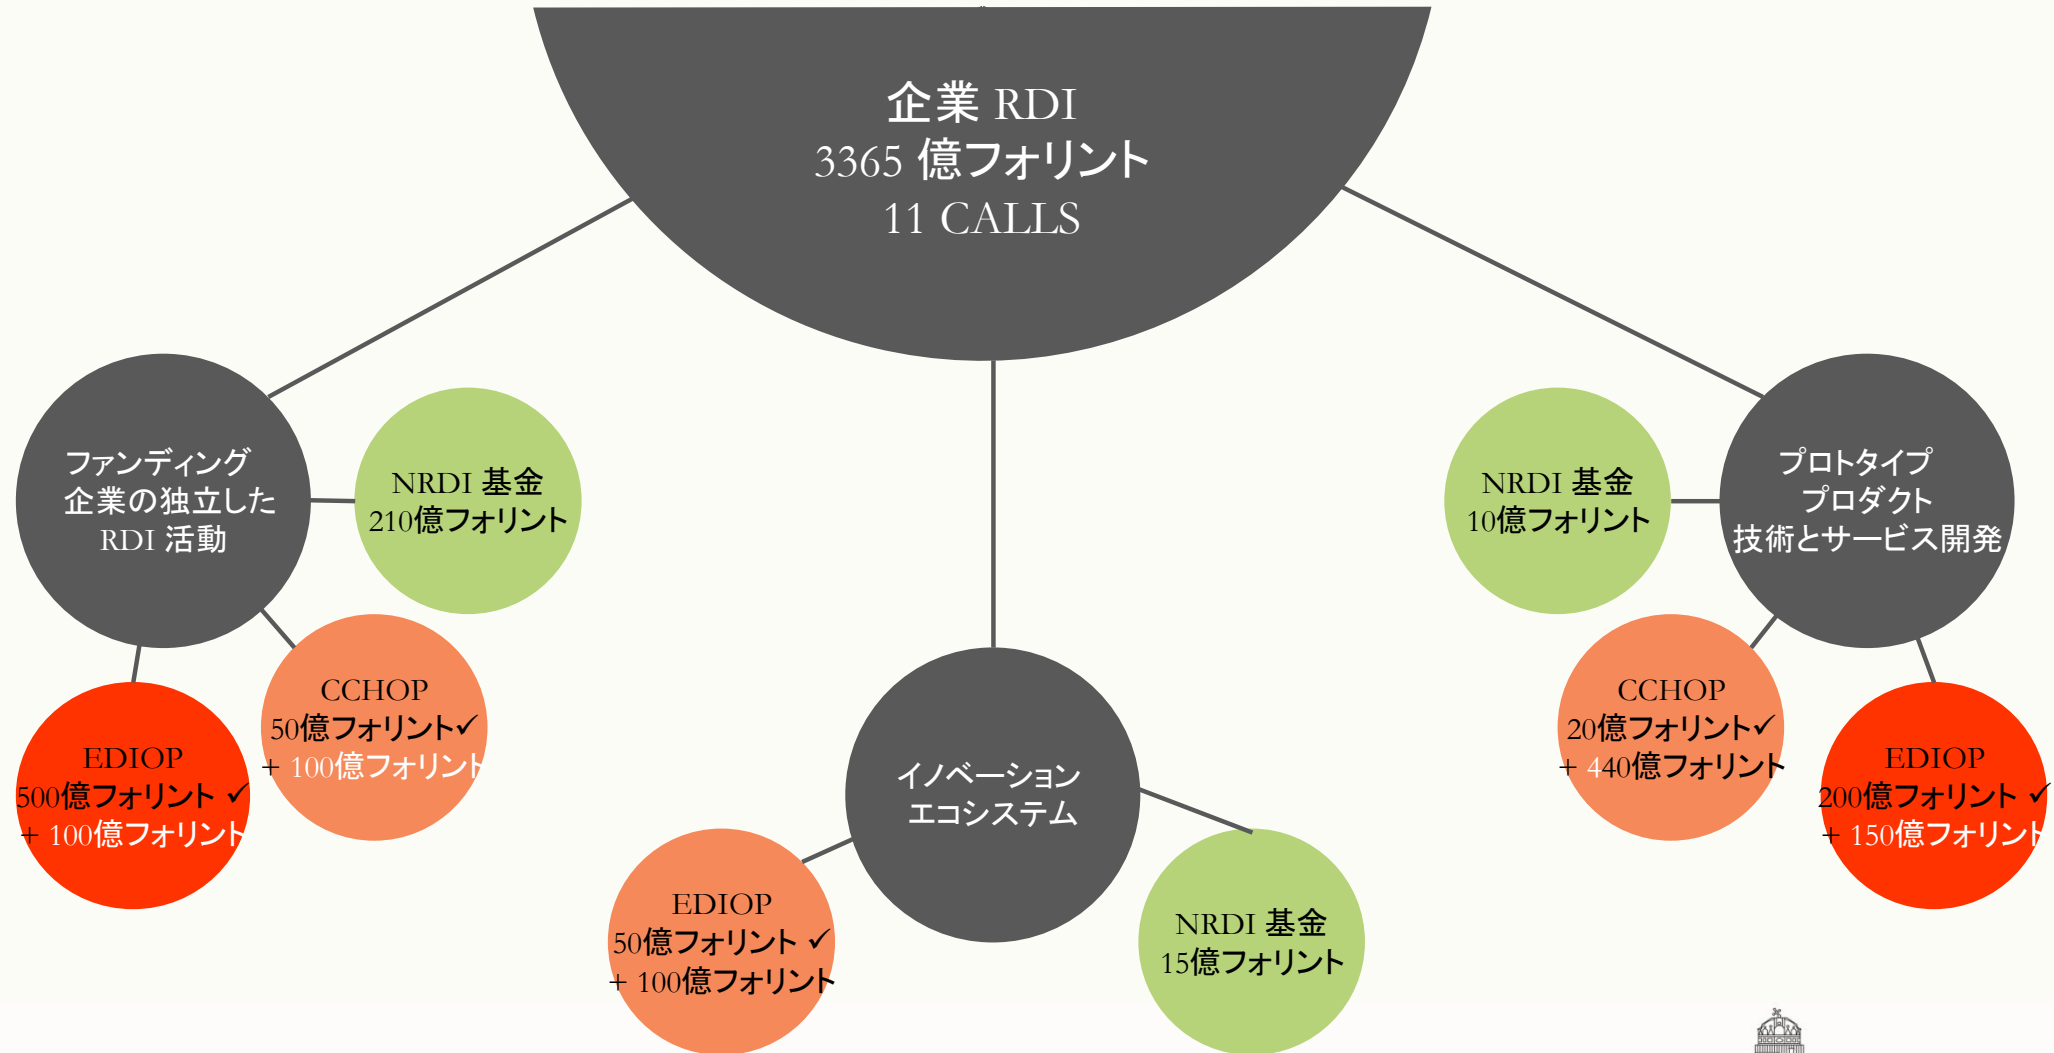 企業 RDI
3365 億フォリント
11 CALLS
ファンディング
企業の独立した
RDI 活動
NRDI 基金
210億フォリント
CCHOP
50億フォリント✓
+ 100億フォリント
EDIOP
500億フォリント ✓
+ 100億フォリント
イノベーション
エコシステム
EDIOP
50億フォリント ✓
+ 100億フォリント
NRDI 基金
15億フォリント
プロトタイプ
プロダクト
技術とサービス開発
NRDI 基金
10億フォリント
CCHOP
20億フォリント✓
+ 440億フォリント
EDIOP
200億フォリント ✓
+ 150億フォリント